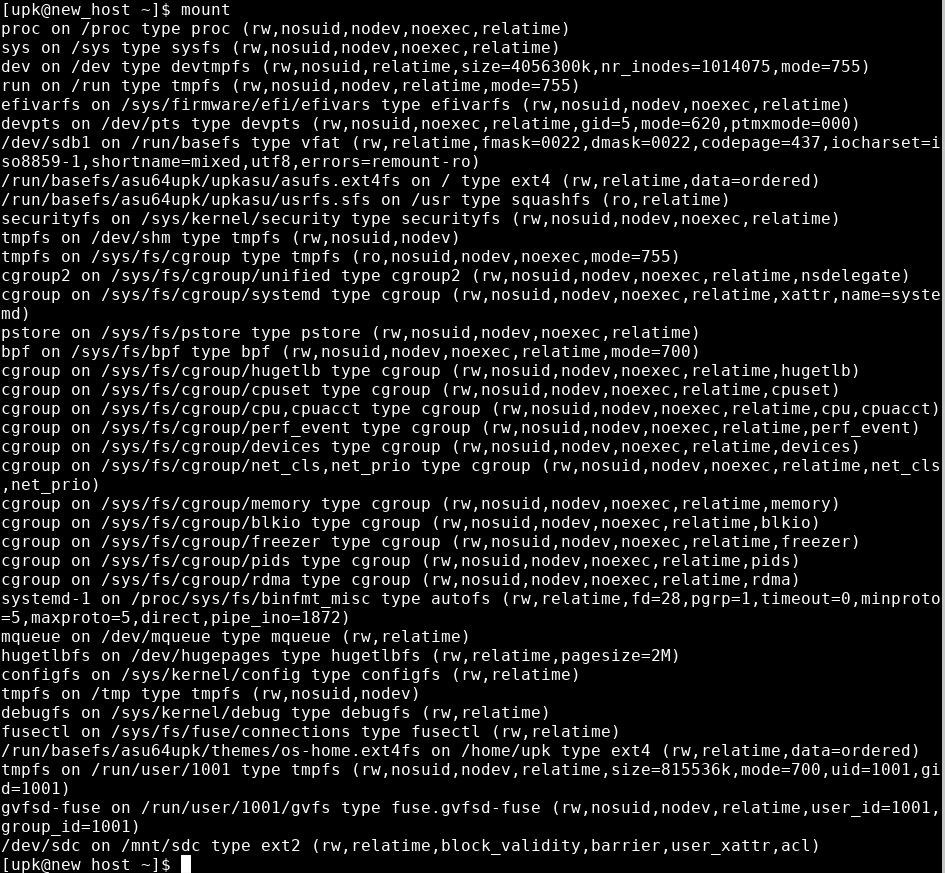 [upk@new_host ~]$ mount
proc on /proc type proc (rw,nosuid,nodev,noexec,relatime)
sys on /sys type sysfs (rw,nosuid,nodev,noexec,relatime)
dev on /dev type devtmpfs (rw,nosuid,relatime,size=4056300k,nr_inodes=1014075,mode=755)
run on /run type tmpfs (rw,nosuid,nodev,relatime,mode=755)
efivarfs on /sys/firmware/efi/efivars type efivarfs (rw,nosuid,nodev,noexec,relatime)
devpts on /dev/pts type devpts (rw,nosuid,noexec,relatime,gid=5,mode=620,ptmxmode=000)
/dev/sdb1 on /run/basefs type vfat (rw,relatime,fmask=0022,dmask=0022,codepage=437,iocharset=i
so8859-1,shortname=mixed,utf8,errors=remount-ro)
/run/basefs/asu64upk/upkasu/asufs.ext4fs on / type ext4 (rw,relatime,data=ordered)
/run/basefs/asu64upk/upkasu/usrfs.sfs on /usr type squashfs (ro,relatime)
securityfs on /sys/kernel/security type securityfs (rw,nosuid,nodev,noexec,relatime)
tmpfs on /dev/shm type tmpfs (rw,nosuid,nodev)
tmpfs on /sys/fs/cgroup type tmpfs (ro,nosuid,nodev,noexec,mode=755)
cgroup2 on /sys/fs/cgroup/unified type cgroup2 (rw,nosuid,nodev,noexec,relatime,nsdelegate)
cgroup on /sys/fs/cgroup/systemd type cgroup (rw,nosuid,nodev,noexec,relatime,xattr,name=syste
md)
pstore on /sys/fs/pstore type pstore (rw,nosuid,nodev,noexec,relatime)
bpf on /sys/fs/bpf type bpf (rw,nosuid,nodev,noexec,relatime,mode=700)
cgroup on /sys/fs/cgroup/hugetlb type cgroup (rw,nosuid,nodev,noexec,relatime,hugetlb)
cgroup on /sys/fs/cgroup/cpuset type cgroup (rw,nosuid,nodev,noexec,relatime,cpuset)
cgroup on /sys/fs/cgroup/cpu,cpuacct type cgroup (rw,nosuid,nodev,noexec,relatime,cpu,cpuacct)
cgroup on /sys/fs/cgroup/perf_event type cgroup (rw,nosuid,nodev,noexec,relatime,perf_event)
cgroup on /sys/fs/cgroup/devices type cgroup (rw,nosuid,nodev,noexec,relatime,devices)
cgroup on /sys/fs/cgroup/net_cls,net_prio type cgroup (rw,nosuid,nodev,noexec,relatime,net_cls
,net_prio)
cgroup on /sys/fs/cgroup/memory type cgroup (rw,nosuid,nodev,noexec,relatime,memory)
cgroup on /sys/fs/cgroup/blkio type cgroup (rw,nosuid,nodev,noexec,relatime,blkio)
cgroup on /sys/fs/cgroup/freezer type cgroup (rw,nosuid,nodev,noexec,relatime,freezer)
cgroup on /sys/fs/cgroup/pids type cgroup (rw,nosuid,nodev,noexec,relatime,pids)
cgroup on /sys/fs/cgroup/rdma type cgroup (rw,nosuid,nodev,noexec,relatime,rdma)
systemd-1 on /proc/sys/fs/binfmt_misc type autofs (rw,relatime,fd=28,pgrp=1,timeout=0,minproto
=5,maxproto=5,direct,pipe_ino=1872)
mqueue on /dev/mqueue type mqueue (rw,relatime)
hugetlbfs on /dev/hugepages type hugetlbfs (rw,relatime,pagesize=2M)
configfs on /sys/kernel/config type configfs (rw,relatime)
tmpfs on /tmp type tmpfs (rw,nosuid,nodev)
debugfs on /sys/kernel/debug type debugfs (rw,relatime)
fusectl on /sys/fs/fuse/connections type fusectl (rw,relatime)
/run/basefs/asu64upk/themes/os-home.ext4fs on /home/upk type ext4 (rw,relatime,data=ordered)
tmpfs on /run/user/1001 type tmpfs (rw,nosuid,nodev,relatime,size=815536k,mode=700,uid=1001,gi
d=1001)
gvfsd-fuse on /run/user/1001/gvfs type fuse.gvfsd-fuse (rw,nosuid,nodev,relatime,user_id=1001,
group_id=1001)
/dev/sdc on /mnt/sdc type ext2 (rw,relatime,block_validity,barrier,user_xattr,acl)
[upk@new_host ~]$